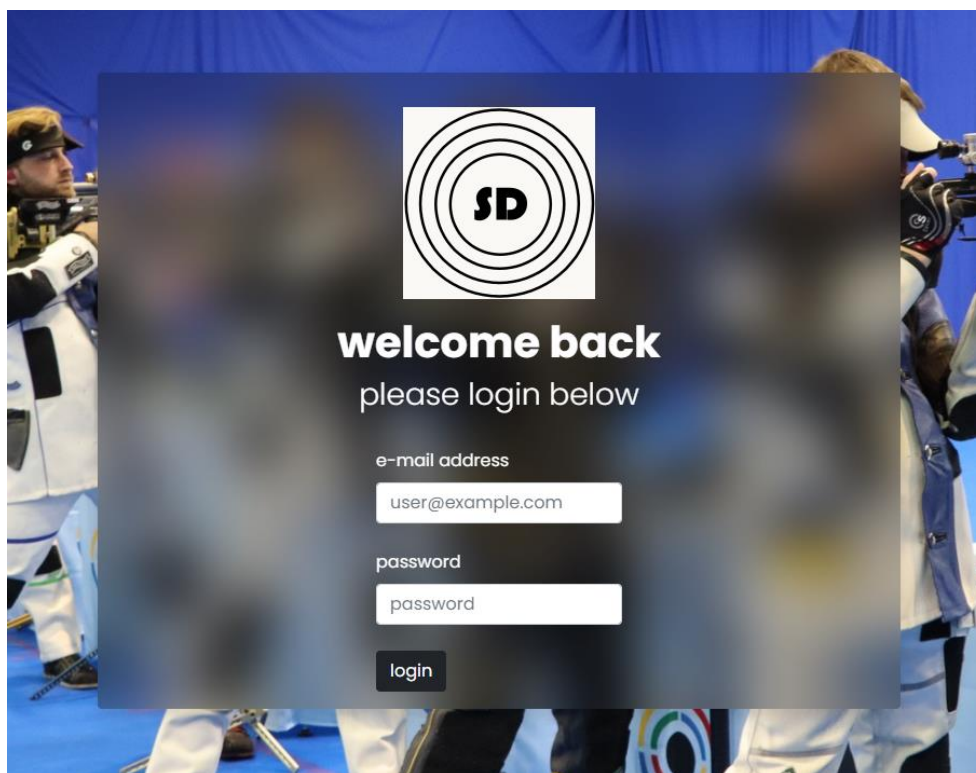 SD
welcome back
please login below
e-mail address
user@example.com
password
password
login